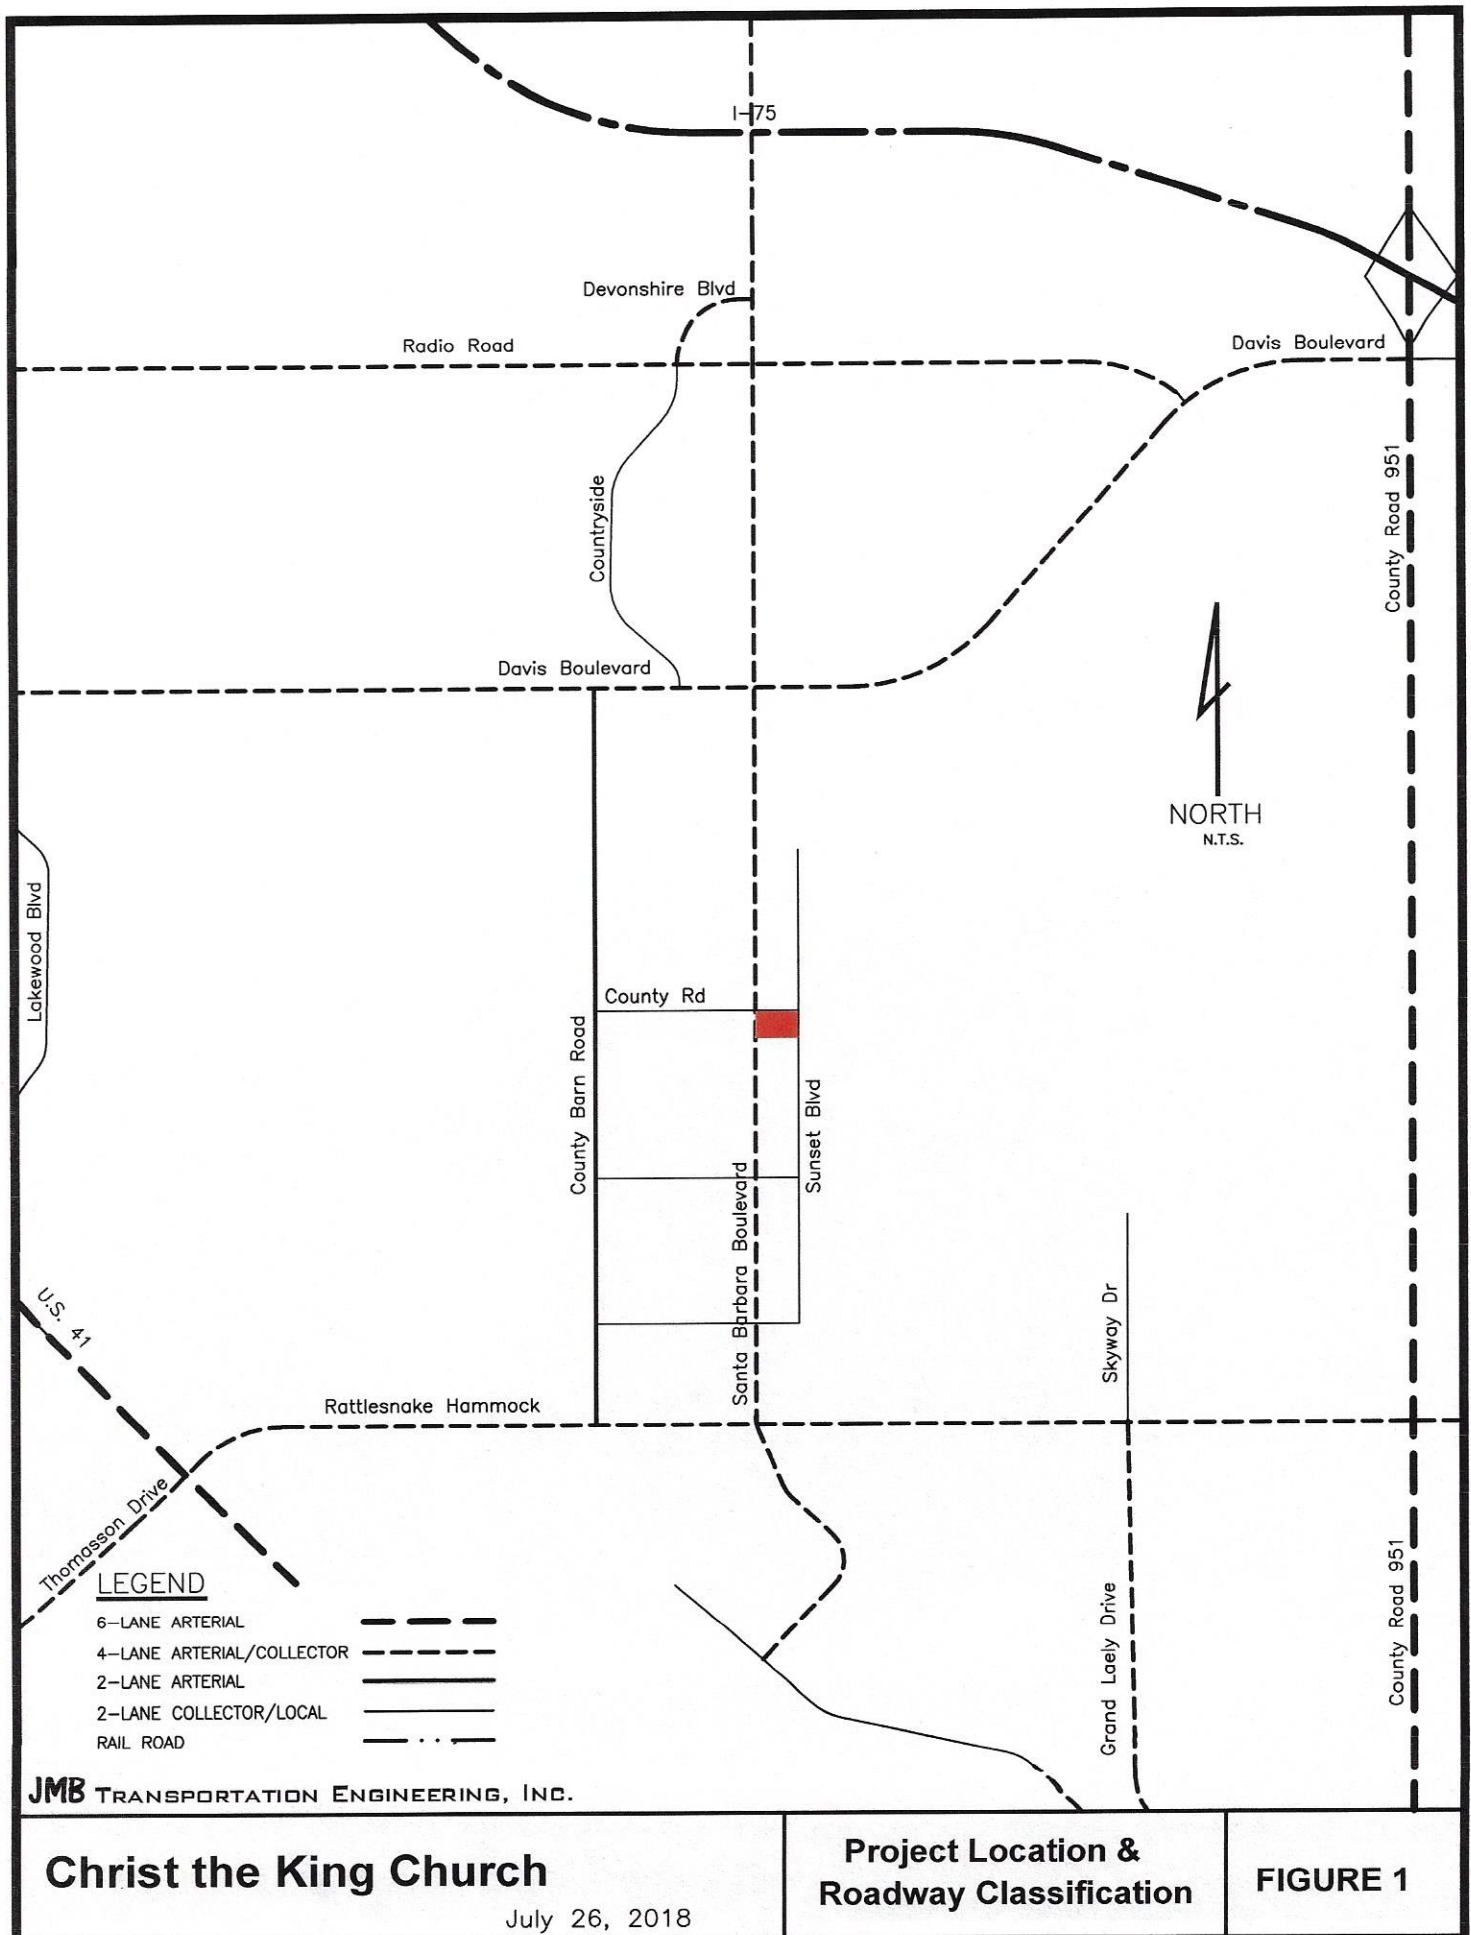 I-75
Devonshire Blvd
Radio Road
Davis Boulevard
County Road 951
Countryside
Davis Boulevard
NORTH
N.T.S.
Lakewood Blvd
County Rd
County Barn Road
Sunset Blvd
Santa Barbara Boulevard
Skyway Dr
U.S. 41
Rattlesnake Hammock
Thomasson Drive
Grand Laely Drive
County Road 951
LEGEND
6-LANE ARTERIAL
4-LANE ARTERIAL/COLLECTOR
2-LANE ARTERIAL
2-LANE COLLECTOR/LOCAL
RAIL ROAD
JMB TRANSPORTATION ENGINEERING, INC.
Christ the King Church
July 26, 2018
Project Location &
Roadway Classification
FIGURE 1